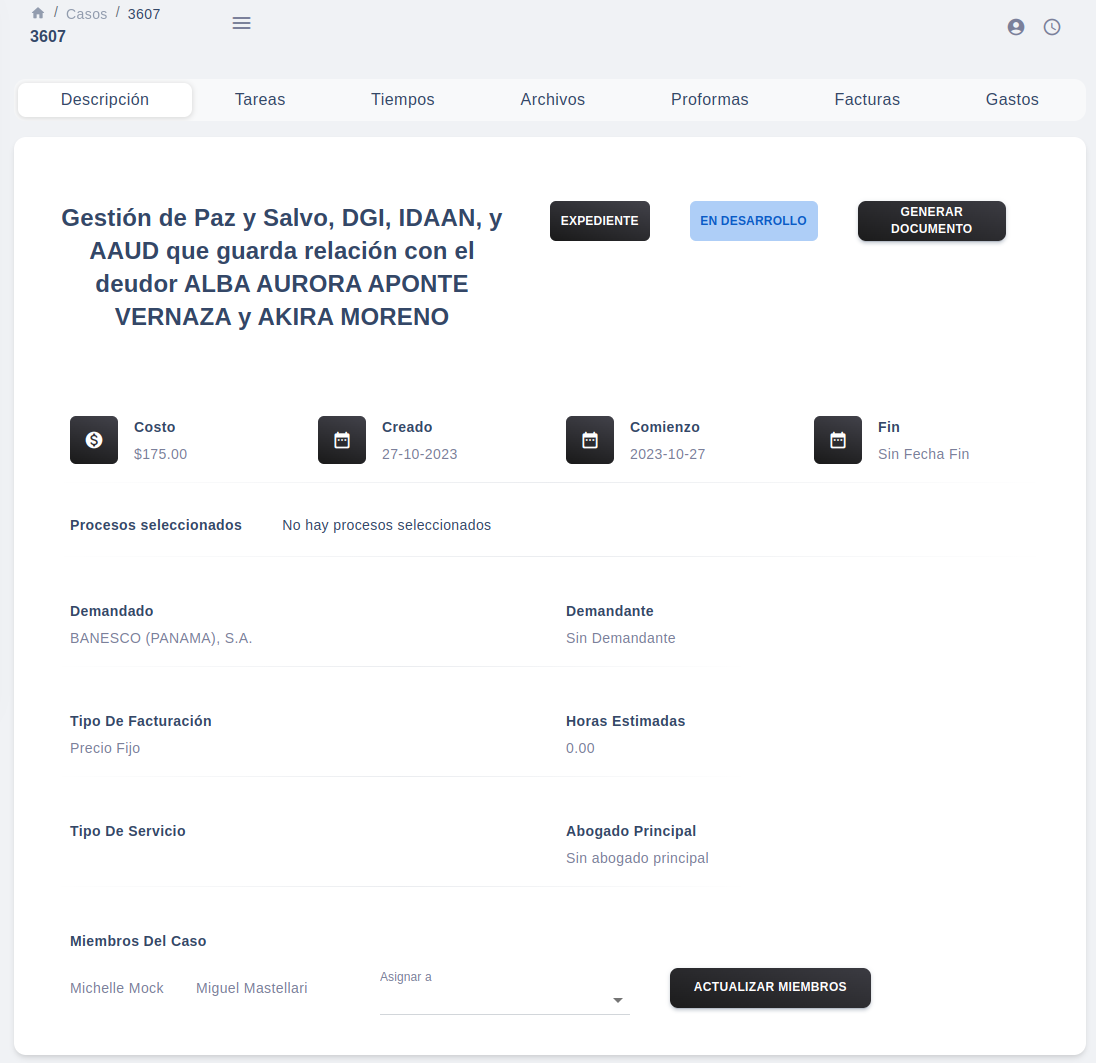 / Casos / 3607
3607
Descripción Tareas Tiempos Archivos Proformas Facturas Gastos
Gestión de Paz y Salvo, DGI, IDAAN, y
AAUD que guarda relación con el
deudor ALBA AURORA APONTE
VERNAZA y AKIRA MORENO
EXPEDIENTE
EN DESARROLLO
GENERAR
DOCUMENTO
Costo
$175.00
Creado
27-10-2023
Comienzo
2023-10-27
Fin
Sin Fecha Fin
Procesos seleccionados No hay procesos seleccionados
Demandado
BANESCO (PANAMA), S.A.
Demandante
Sin Demandante
Tipo De Facturación
Precio Fijo
Horas Estimadas
0.00
Tipo De Servicio
Abogado Principal
Sin abogado principal
Miembros Del Caso
Michelle Mock Miguel Mastellari
Asignar a
ACTUALIZAR MIEMBROS